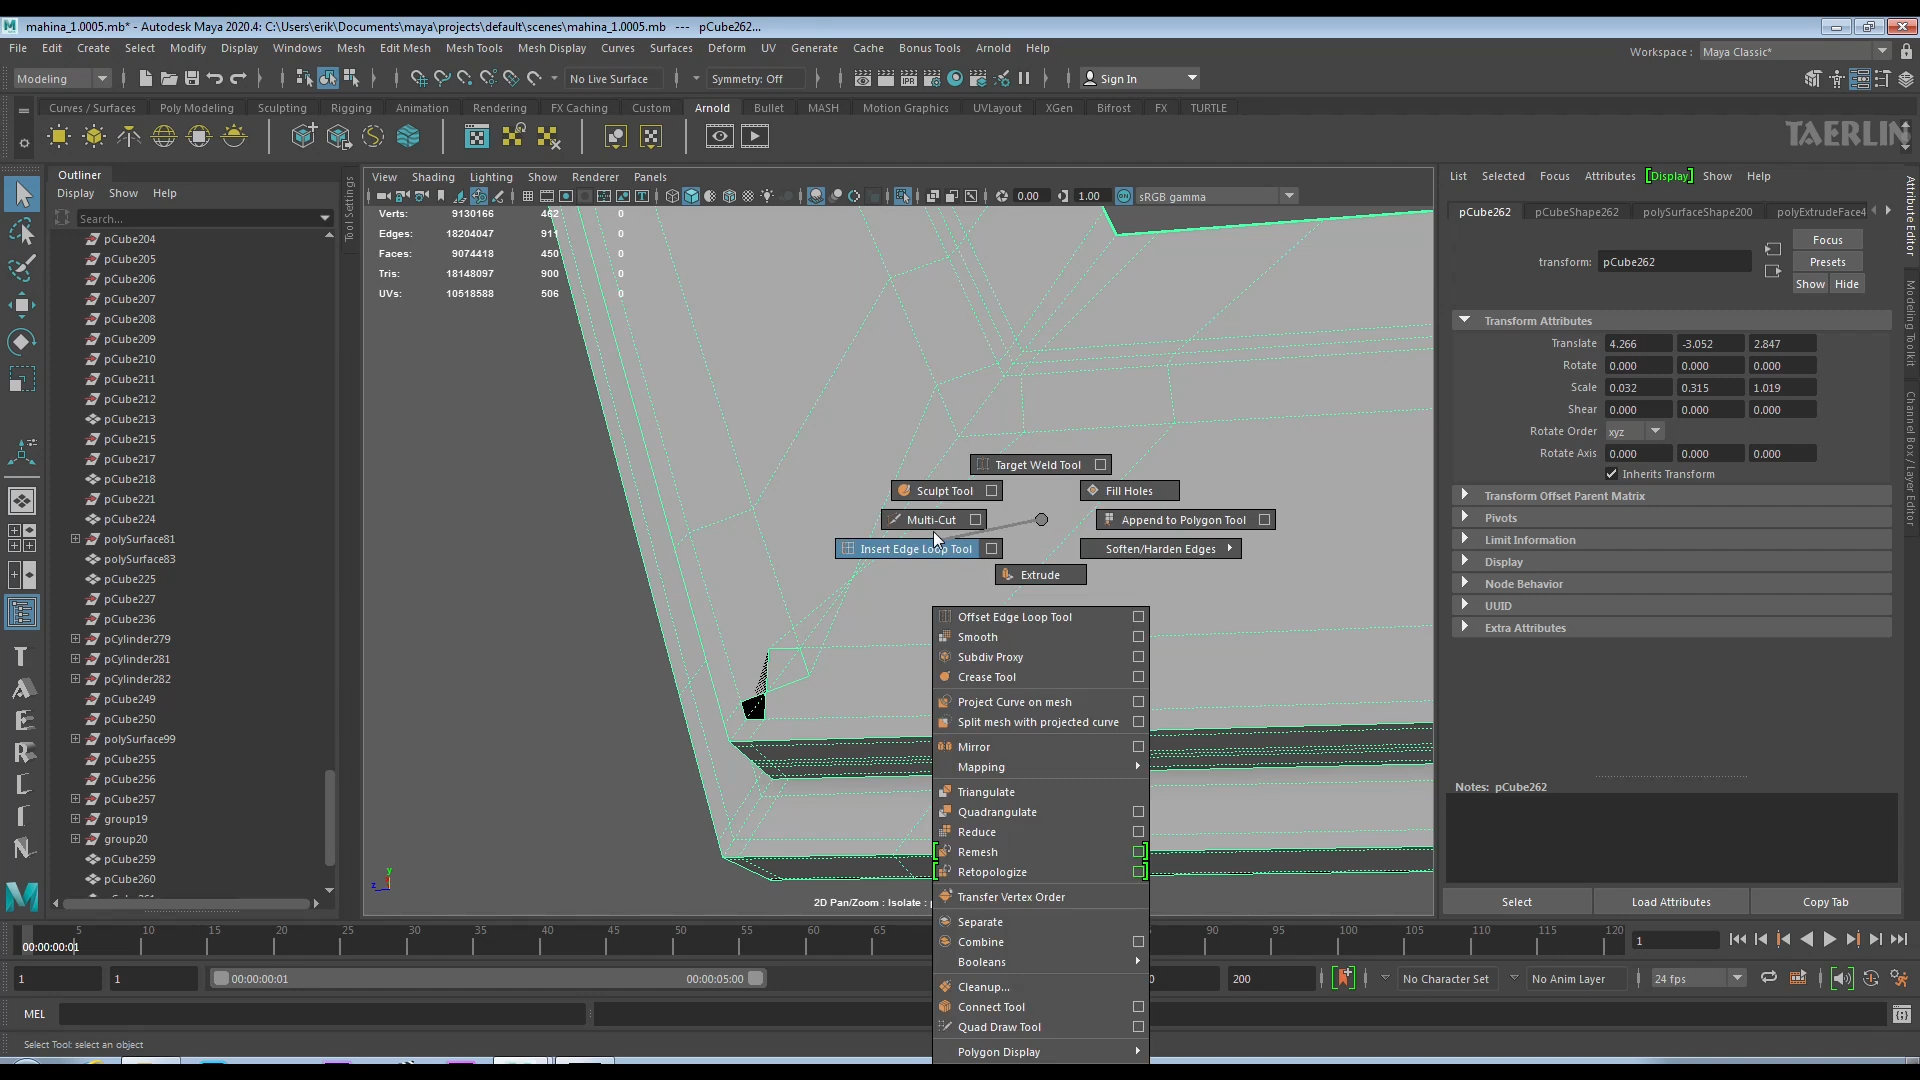 mahina_1.0005.mb* - Autodesk Maya 2020.4: C:\Users\erik\Documents\maya\projects\default\scenes\mahina_1.0005.mb --- pCube262...
File Edit Create Select Modify Display Windows Mesh Edit Mesh Mesh Tools Mesh Display Curves Surfaces Deform UV Generate Cache Bonus Tools Arnold Help
Workspace : Maya Classic*
Modeling No Live Surface Symmetry: Off Sign In
Curves / Surfaces Poly Modeling Sculpting Rigging Animation Rendering FX Caching Custom Arnold Bullet MASH Motion Graphics UVLayout XGen Bifrost FX TURTLE
TAERLIN
Outliner
Display Show Help
Search...
pCube204
pCube205
pCube206
pCube207
pCube208
pCube209
pCube210
pCube211
pCube212
pCube213
pCube215
pCube217
pCube218
pCube221
pCube224
polySurface81
polySurface83
pCube225
pCube227
pCube236
pCylinder279
pCylinder281
pCylinder282
pCube249
pCube250
polySurface99
pCube255
pCube256
pCube257
group19
group20
pCube259
pCube260
Tool Settings
View Shading Lighting Show Renderer Panels
0.00 1.00 sRGB gamma
Verts: 9130166 462 0
Edges: 18204047 911 0
Faces: 9074418 450 0
Tris: 18148097 900 0
UVs: 10518588 506 0
Target Weld Tool
Sculpt Tool Fill Holes
Multi-Cut Append to Polygon Tool
Insert Edge Loop Tool Soften/Harden Edges
Extrude
Offset Edge Loop Tool
Smooth
Subdiv Proxy
Crease Tool
Project Curve on mesh
Split mesh with projected curve
Mirror
Mapping
Triangulate
Quadrangulate
Reduce
Remesh
Retopologize
Transfer Vertex Order
Separate
Combine
Booleans
Cleanup...
Connect Tool
Quad Draw Tool
Polygon Display
y
z
2D Pan/Zoom : Isolate :
List Selected Focus Attributes [Display] Show Help
pCube262 pCubeShape262 polySurfaceShape200 polyExtrudeFace4
transform: pCube262
Focus
Presets
Show Hide
Transform Attributes
Translate 4.266 -3.052 2.847
Rotate 0.000 0.000 0.000
Scale 0.032 0.315 1.019
Shear 0.000 0.000 0.000
Rotate Order xyz
Rotate Axis 0.000 0.000 0.000
Inherits Transform
Transform Offset Parent Matrix
Pivots
Limit Information
Display
Node Behavior
UUID
Extra Attributes
Notes: pCube262
Select Load Attributes Copy Tab
Attribute Editor
Modeling Toolkit
Channel Box / Layer Editor
5 10 15 20 25 30 35 40 45 50 55 60 65 90 95 100 105 110 115 120
00:00:00:01
1
1 1 00:00:00:01 00:00:05:00 200 No Character Set No Anim Layer 24 fps
MEL
Select Tool: select an object